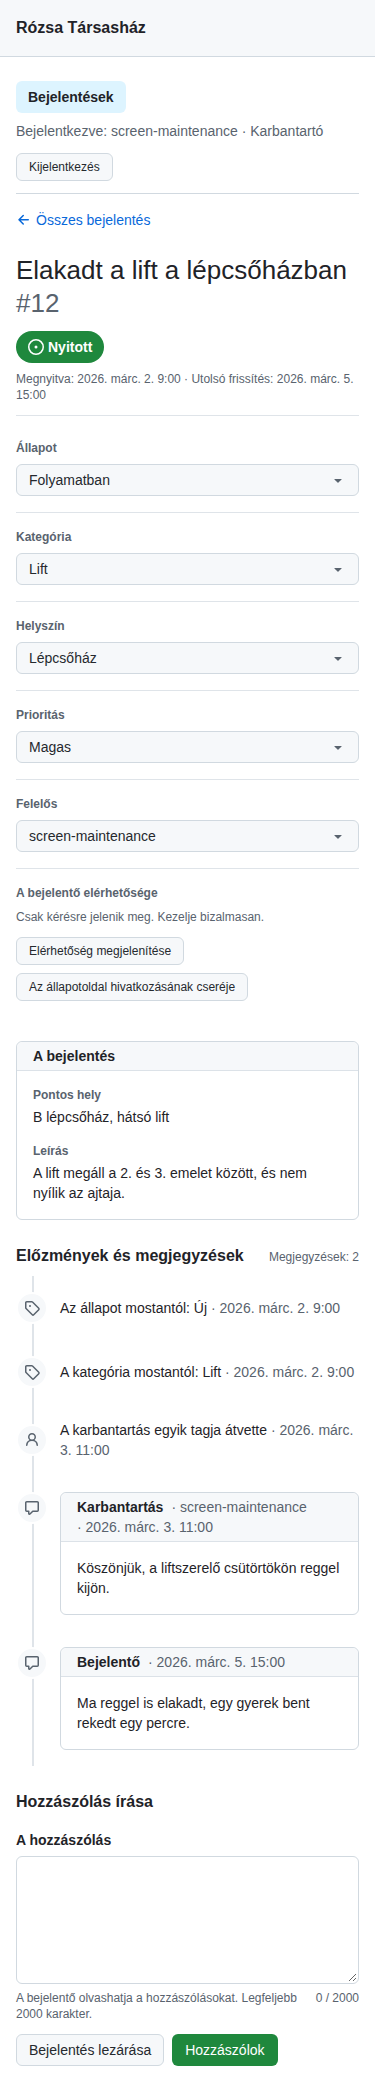 Rózsa Társasház
Bejelentések
Bejelentkezve: screen-maintenance · Karbantartó
Kijelentkezés
← Összes bejelentés
Elakadt a lift a lépcsőházban
#12
Nyitott
Megnyitva: 2026. márc. 2. 9:00 · Utolsó frissítés: 2026. márc. 5.
15:00
Állapot
Folyamatban
Kategória
Lift
Helyszín
Lépcsőház
Prioritás
Magas
Felelős
screen-maintenance
A bejelentő elérhetősége
Csak kérésre jelenik meg. Kezelje bizalmasan.
Elérhetőség megjelenítése
Az állapotoldal hivatkozásának cseréje
A bejelentés
Pontos hely
B lépcsőház, hátsó lift
Leírás
A lift megáll a 2. és 3. emelet között, és nem
nyílik az ajtaja.
Előzmények és megjegyzések
Megjegyzések: 2
Az állapot mostantól: Új · 2026. márc. 2. 9:00
A kategória mostantól: Lift · 2026. márc. 2. 9:00
A karbantartás egyik tagja átvette · 2026. márc.
3. 11:00
Karbantartás · screen-maintenance
· 2026. márc. 3. 11:00
Köszönjük, a liftszerelő csütörtökön reggel
kijön.
Bejelentő · 2026. márc. 5. 15:00
Ma reggel is elakadt, egy gyerek bent
rekedt egy percre.
Hozzászólás írása
A hozzászólás
A bejelentő olvashatja a hozzászólásokat. Legfeljebb
2000 karakter.
0 / 2000
Bejelentés lezárása
Hozzászólok